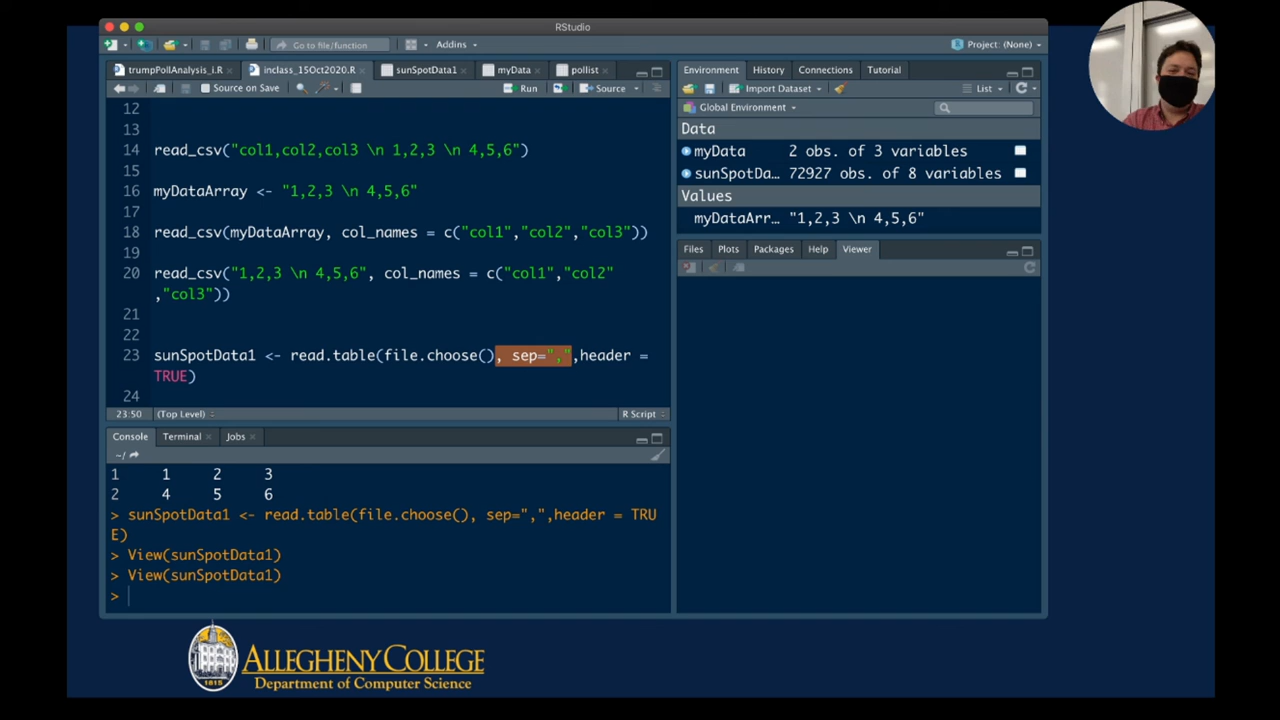 RStudio
Go to file/function
Addins
Project: (None)
trumpPollAnalysis_i.R
inclass_15Oct2020.R
sunSpotData1
myData
pollist
Source on Save
Run
Source
12
13
14 read_csv("col1,col2,col3 \n 1,2,3 \n 4,5,6")
15
16 myDataArray <- "1,2,3 \n 4,5,6"
17
18 read_csv(myDataArray, col_names = c("col1","col2","col3"))
19
20 read_csv("1,2,3 \n 4,5,6", col_names = c("col1","col2"
,"col3"))
21
22
23 sunSpotData1 <- read.table(file.choose(), sep=",",header =
TRUE)
24
23:50 (Top Level) R Script
Console Terminal Jobs
~/
1 1 2 3
2 4 5 6
> sunSpotData1 <- read.table(file.choose(), sep=",",header = TRU
E)
> View(sunSpotData1)
> View(sunSpotData1)
>
Environment History Connections Tutorial
Import Dataset List
Global Environment
Data
myData 2 obs. of 3 variables
sunSpotDa… 72927 obs. of 8 variables
Values
myDataArr… "1,2,3 \n 4,5,6"
Files Plots Packages Help Viewer
1815
ALLEGHENY COLLEGE
Department of Computer Science